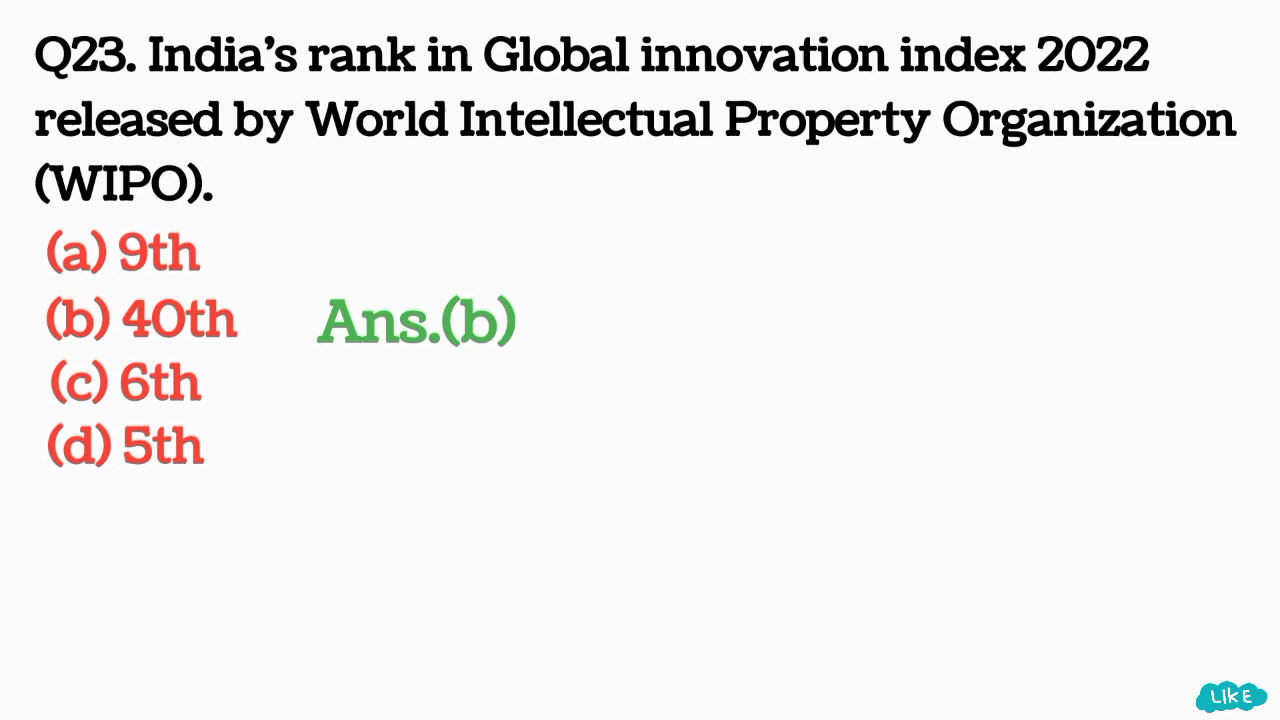 Q23. India’s rank in Global innovation index 2022
released by World Intellectual Property Organization
(WIPO).
(a) 9th
(b) 40th Ans.(b)
(c) 6th
(d) 5th
LIKE